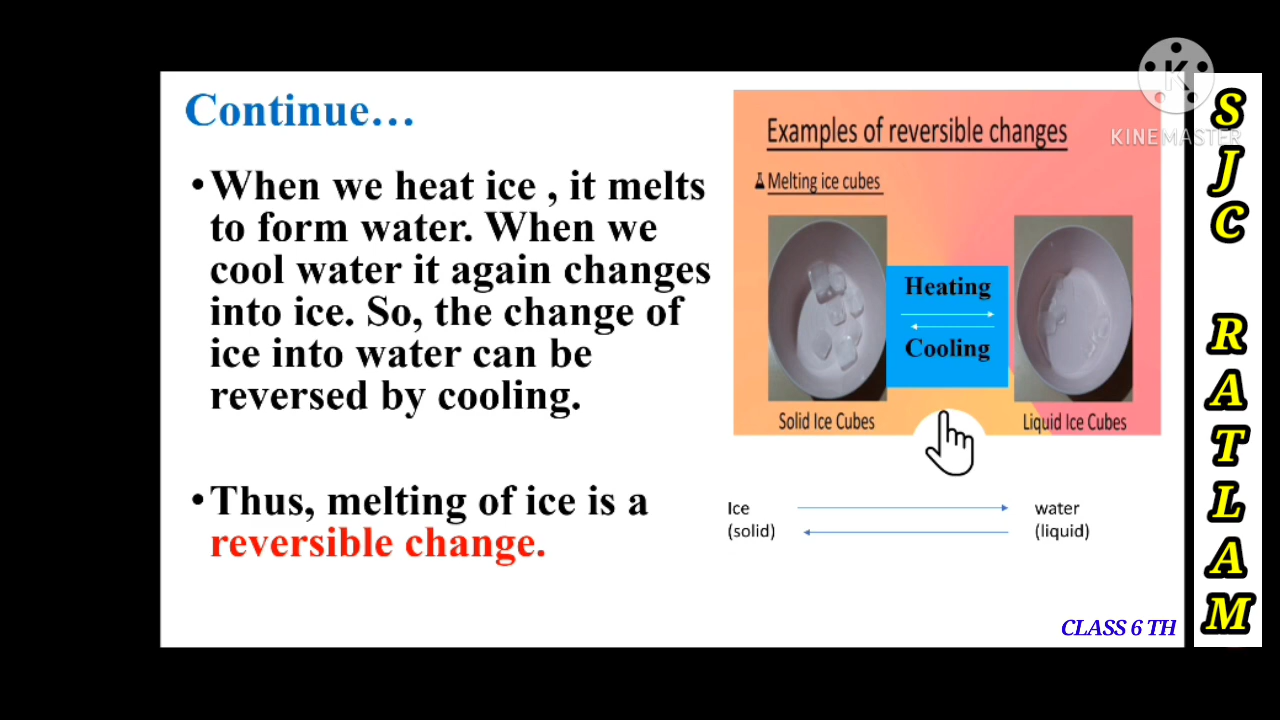 Continue...
•When we heat ice , it melts
to form water. When we
cool water it again changes
into ice. So, the change of
ice into water can be
reversed by cooling.
•Thus, melting of ice is a
reversible change.
Examples of reversible changes
Melting ice cubes
Heating
Cooling
Solid Ice Cubes
Liquid Ice Cubes
Ice
(solid)
water
(liquid)
CLASS 6 TH
K
KINEMASTER
SJC RATLAM